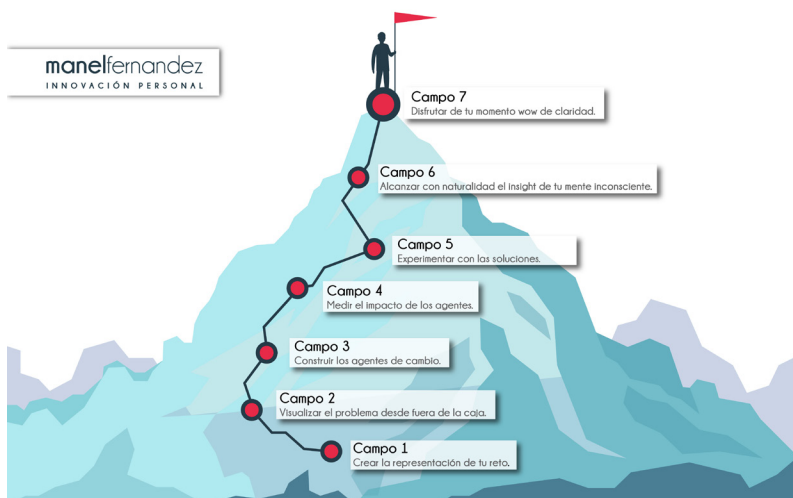 manelfernandez
INNOVACIÓN PERSONAL
Campo 7
Disfrutar de tu momento wow de claridad.
Campo 6
Alcanzar con naturalidad el insight de tu mente inconsciente.
Campo 5
Experimentar con las soluciones.
Campo 4
Medir el impacto de los agentes.
Campo 3
Construir los agentes de cambio.
Campo 2
Visualizar el problema desde fuera de la caja.
Campo 1
Crear la representación de tu reto.